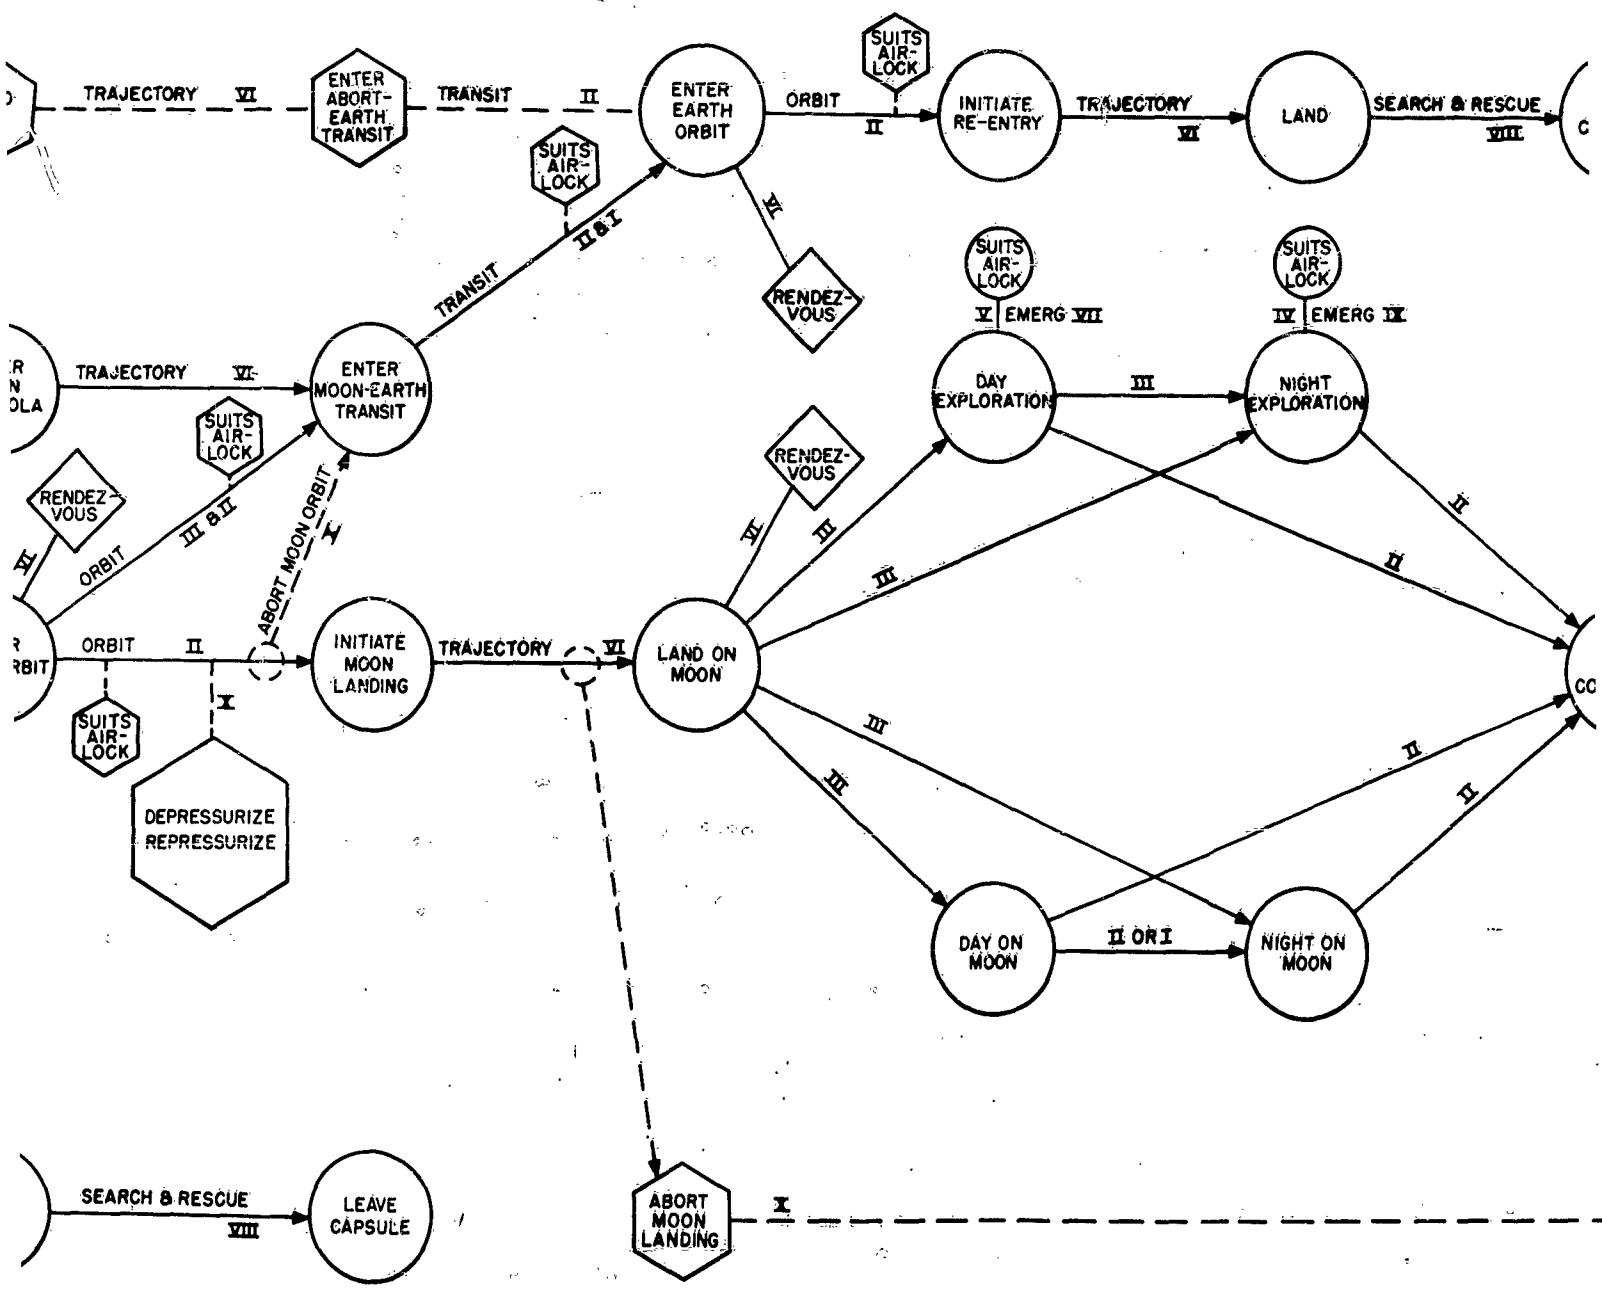 SUITS
AIR-
LOCK
TRAJECTORY VI
ENTER
ABORT-
EARTH
TRANSIT
TRANSIT II
ENTER
EARTH
ORBIT
ORBIT
II
INITIATE
RE-ENTRY
TRAJECTORY
VI
LAND
SEARCH & RESCUE
VIII
C
SUITS
AIR-
LOCK
TRANSIT
II & I
VI
RENDEZ-
VOUS
SUITS
AIR-
LOCK
V EMERG VII
SUITS
AIR-
LOCK
IV EMERG IX
ER
N
OLA
TRAJECTORY VI
ENTER
MOON-EARTH
TRANSIT
DAY
EXPLORATION
III
NIGHT
EXPLORATION
SUITS
AIR-
LOCK
RENDEZ-
VOUS
VI
ORBIT
III & II
ABORT MOON ORBIT
X
RENDEZ-
VOUS
VI
III
III
II
II
R
RBIT
ORBIT II
INITIATE
MOON
LANDING
TRAJECTORY VI
LAND ON
MOON
CO
SUITS
AIR-
LOCK
X
DEPRESSURIZE
REPRESSURIZE
III
III
II
II
DAY ON
MOON
II OR I
NIGHT ON
MOON
SEARCH & RESCUE
VIII
LEAVE
CAPSULE
ABORT
MOON
LANDING
X